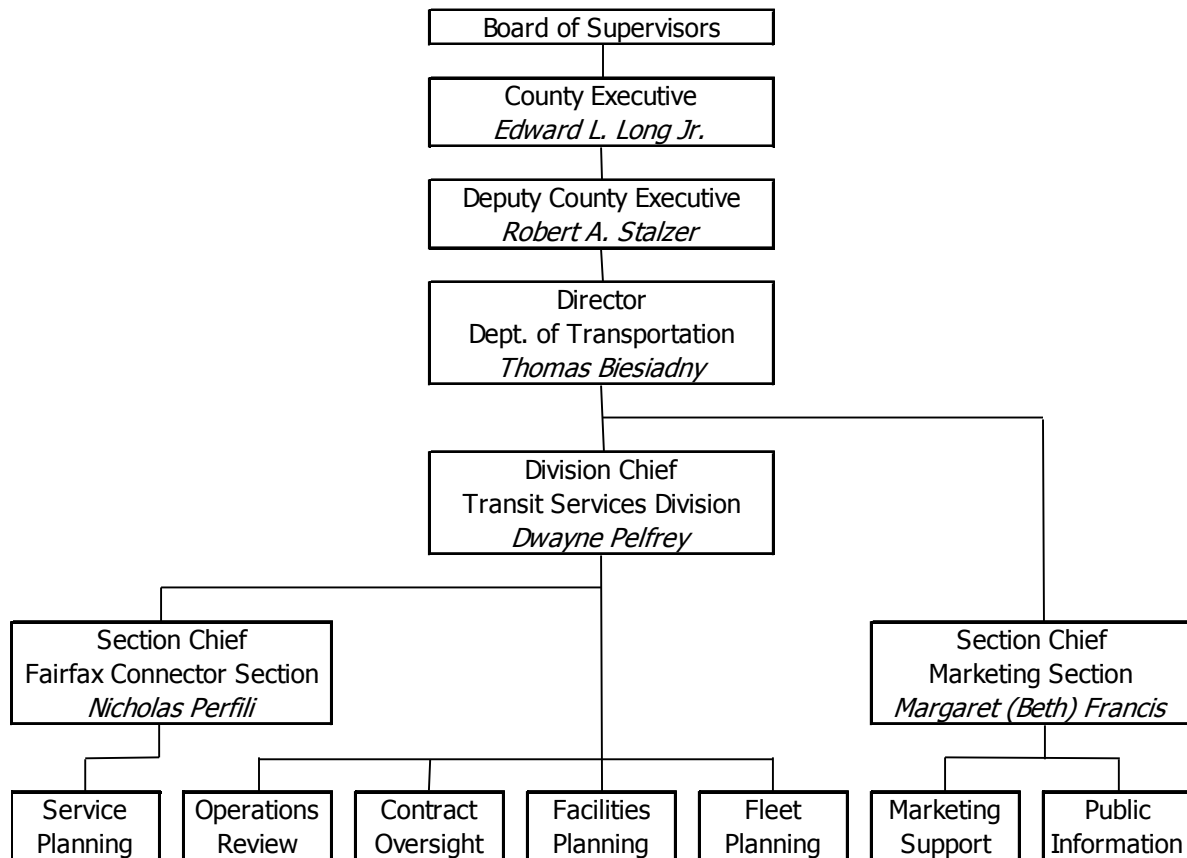 Board of Supervisors
County Executive
Edward L. Long Jr.
Deputy County Executive
Robert A. Stalzer
Director
Dept. of Transportation
Thomas Biesiadny
Division Chief
Transit Services Division
Dwayne Pelfrey
Section Chief
Fairfax Connector Section
Nicholas Perfili
Section Chief
Marketing Section
Margaret (Beth) Francis
Service
Planning
Operations
Review
Contract
Oversight
Facilities
Planning
Fleet
Planning
Marketing
Support
Public
Information